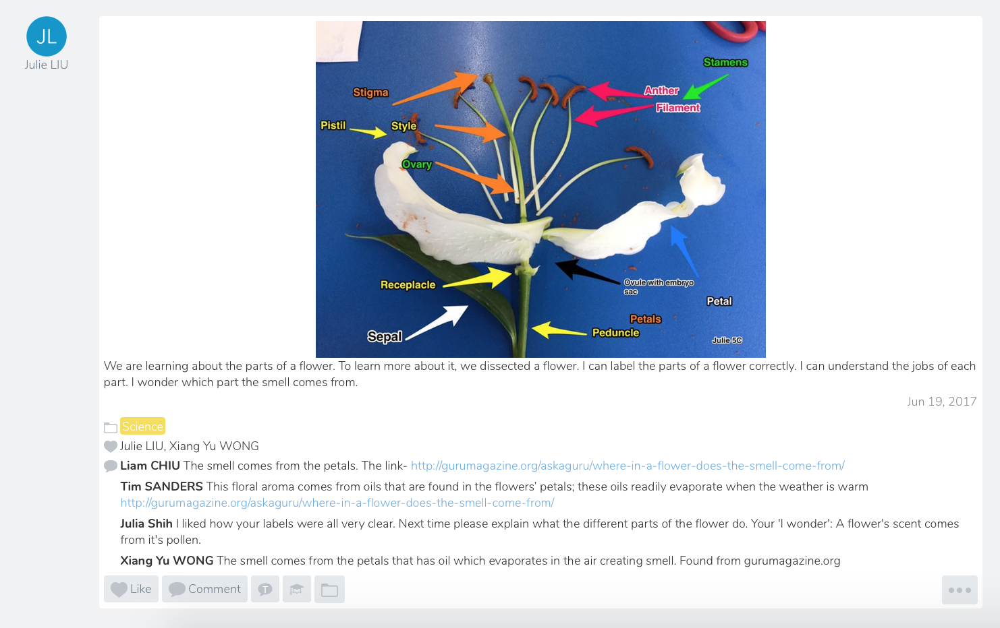 JL
Julie LIU
Stamens
Stigma
Anther
Filament
Pistil
Style
Ovary
Receplacle
Ovule with embryo
sac
Petal
Petals
Sepal
Peduncle
Julie 5C
We are learning about the parts of a flower. To learn more about it, we dissected a flower. I can label the parts of a flower correctly. I can understand the jobs of each
part. I wonder which part the smell comes from.
Jun 19, 2017
Science
Julie LIU, Xiang Yu WONG
Liam CHIU The smell comes from the petals. The link- http://gurumagazine.org/askaguru/where-in-a-flower-does-the-smell-come-from/
Tim SANDERS This floral aroma comes from oils that are found in the flowers' petals; these oils readily evaporate when the weather is warm
http://gurumagazine.org/askaguru/where-in-a-flower-does-the-smell-come-from/
Julia Shih I liked how your labels were all very clear. Next time please explain what the different parts of the flower do. Your 'I wonder': A flower's scent comes
from it's pollen.
Xiang Yu WONG The smell comes from the petals that has oil which evaporates in the air creating smell. Found from gurumagazine.org
Like Comment T